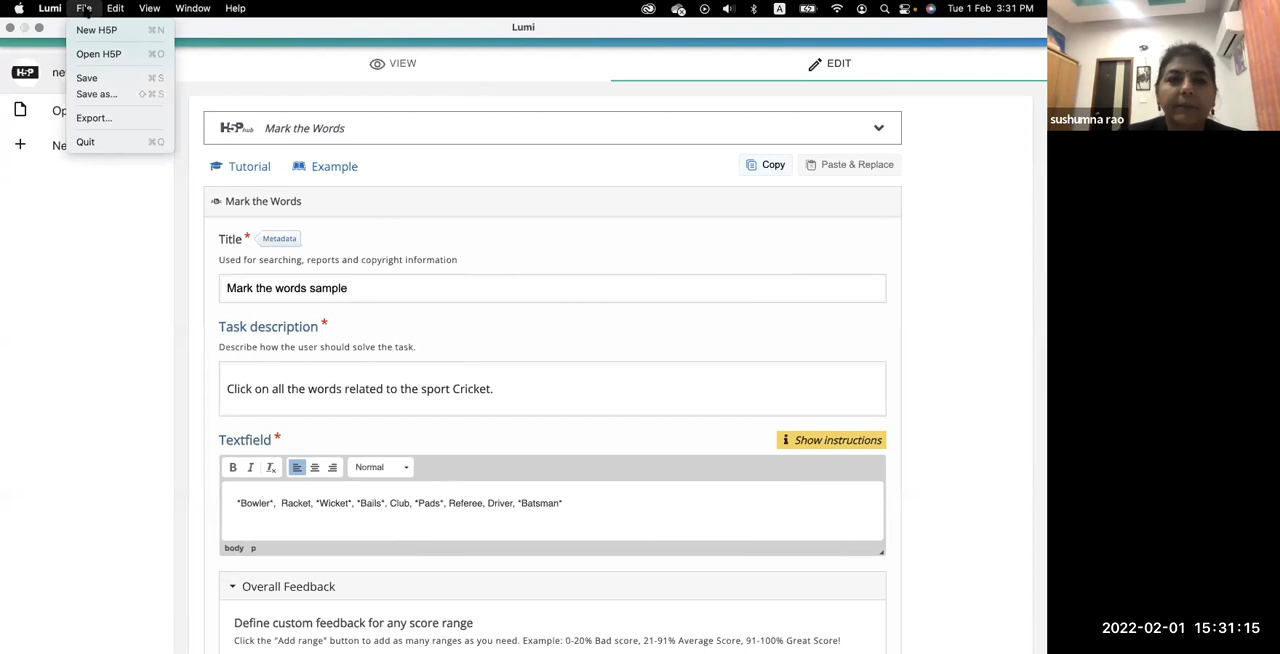 Lumi File Edit View Window Help A Tue 1 Feb 3:31 PM
Lumi
New H5P ⌘N
Open H5P ⌘O
Save ⌘S
Save as... ⇧⌘S
Export...
Quit ⌘Q
H5P
VIEW
EDIT
H5P hub Mark the Words
Tutorial Example
Copy Paste & Replace
Mark the Words
Title * Metadata
Used for searching, reports and copyright information
Mark the words sample
Task description *
Describe how the user should solve the task.
Click on all the words related to the sport Cricket.
Textfield * Show instructions
B I Tx Normal
*Bowler*, Racket, *Wicket*, *Bails*, Club, *Pads*, Referee, Driver, *Batsman*
body p
Overall Feedback
Define custom feedback for any score range
Click the "Add range" button to add as many ranges as you need. Example: 0-20% Bad score, 21-91% Average Score, 91-100% Great Score!
sushumna rao
2022-02-01 15:31:15